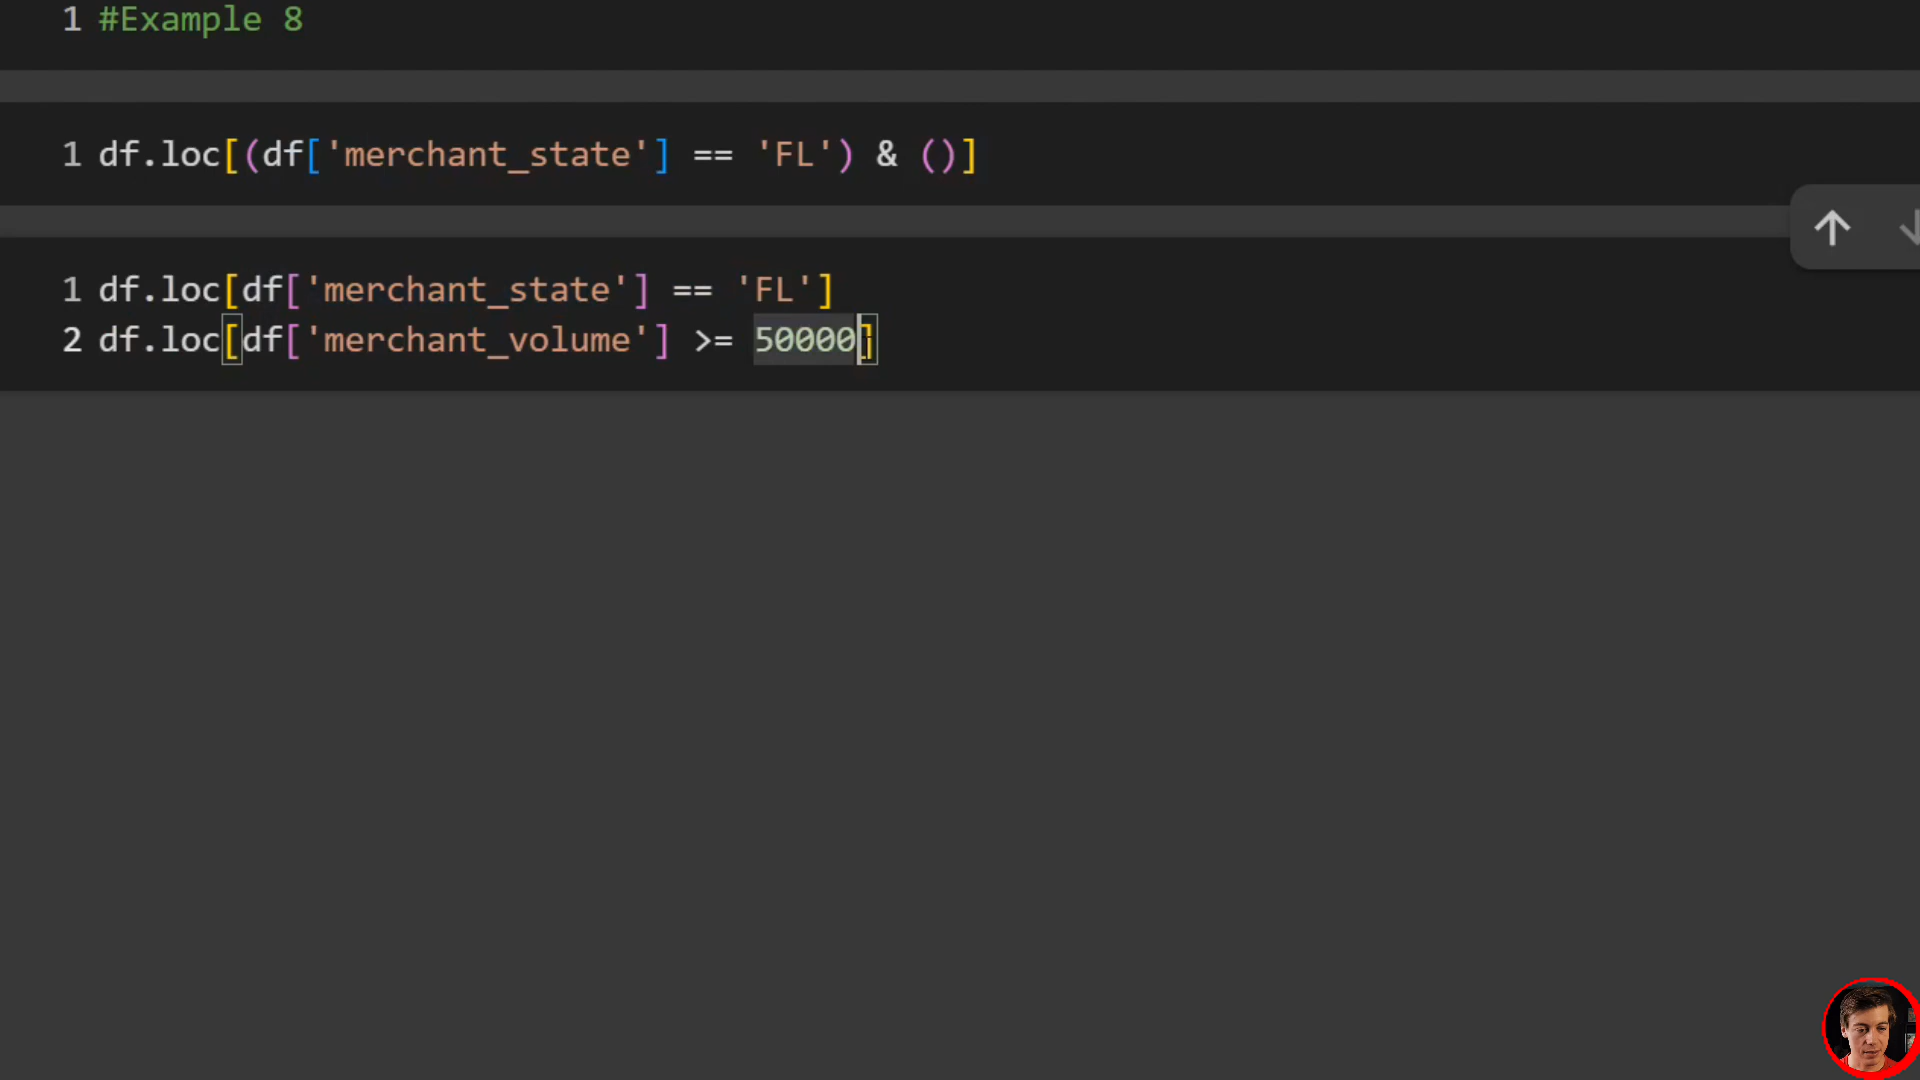 1 #Example 8
1 df.loc[(df['merchant_state'] == 'FL') & ()]
1 df.loc[df['merchant_state'] == 'FL']
2 df.loc[df['merchant_volume'] >= 50000]